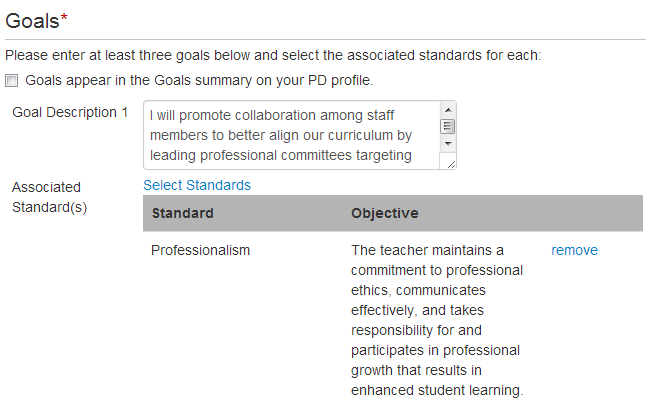 Goals*
Please enter at least three goals below and select the associated standards for each:
Goals appear in the Goals summary on your PD profile.
Goal Description 1
I will promote collaboration among staff
members to better align our curriculum by
leading professional committees targeting
Associated
Standard(s)
Select Standards
Standard Objective
Professionalism
The teacher maintains a
commitment to professional
ethics, communicates
effectively, and takes
responsibility for and
participates in professional
growth that results in
enhanced student learning.
remove